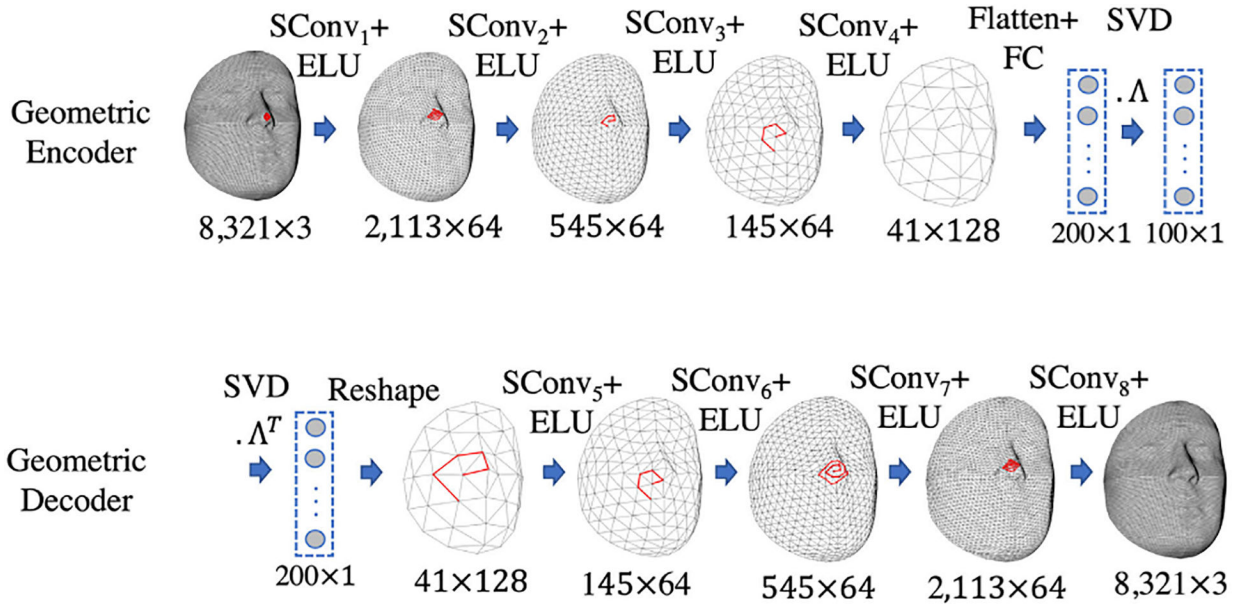 SConv₁+ ELU
SConv₂+ ELU
SConv₃+ ELU
SConv₄+ ELU
Flatten+ FC
SVD
. Λ
Geometric
Encoder
8,321×3
2,113×64
545×64
145×64
41×128
200×1
100×1
SVD
. Λᵀ
Reshape
SConv₅+ ELU
SConv₆+ ELU
SConv₇+ ELU
SConv₈+ ELU
Geometric
Decoder
200×1
41×128
145×64
545×64
2,113×64
8,321×3